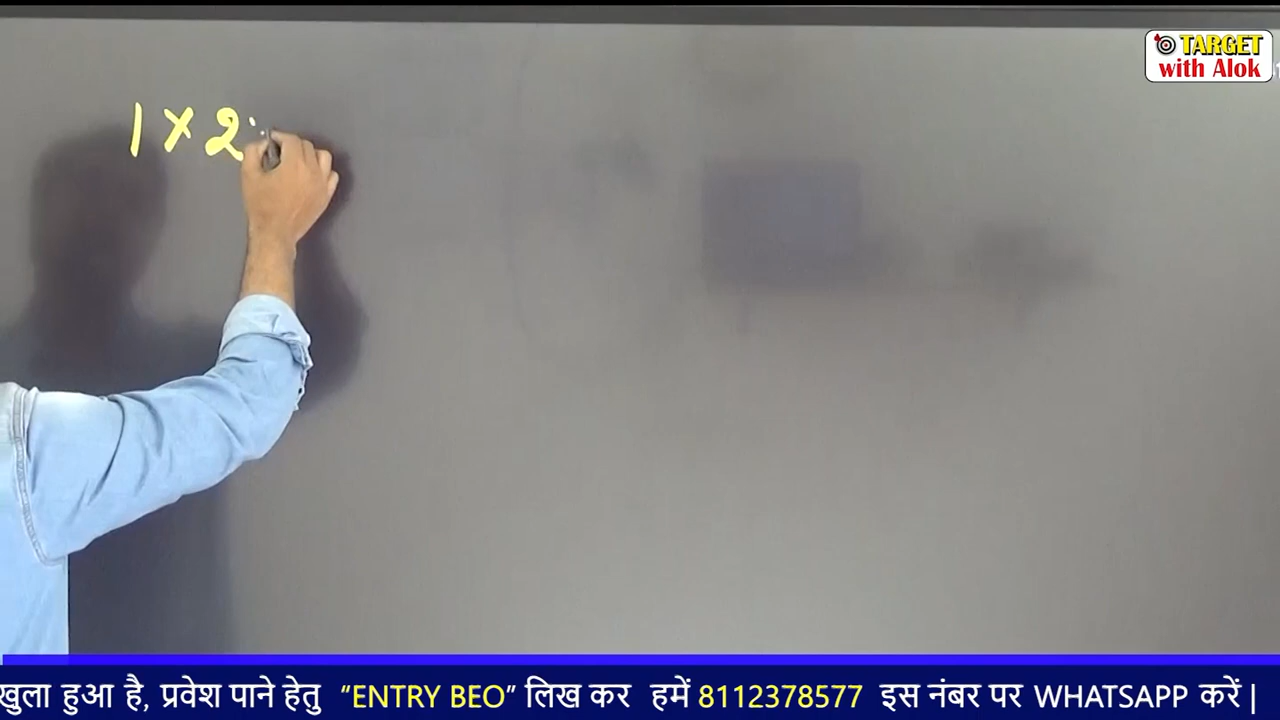 TARGET
with Alok
1 × 2
खुला हुआ है, प्रवेश पाने हेतु “ENTRY BEO” लिख कर हमें 8112378577 इस नंबर पर WHATSAPP करें |